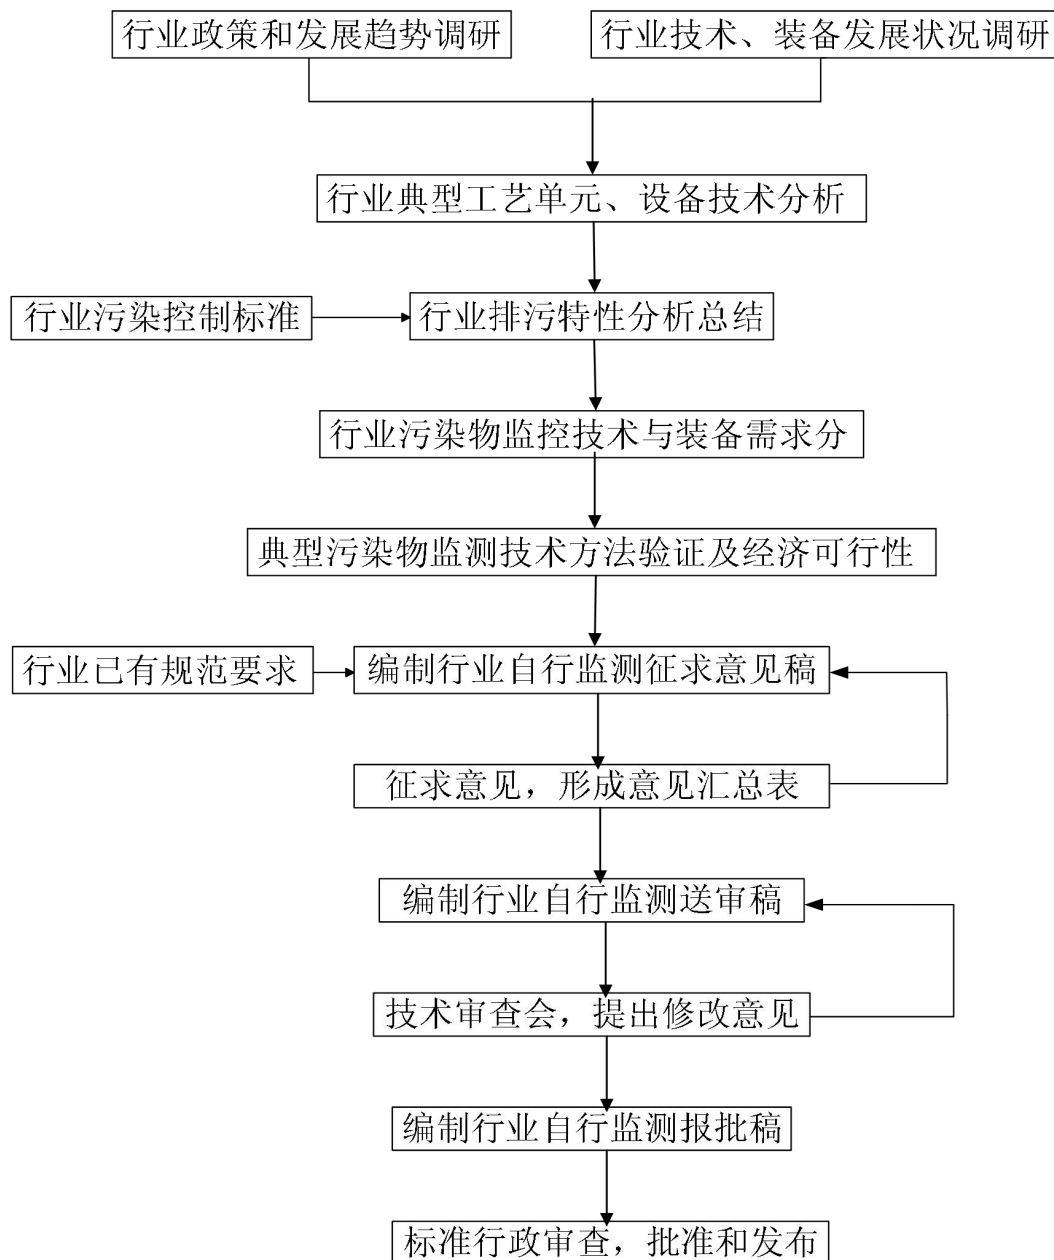 行业政策和发展趋势调研
行业技术、装备发展状况调研
行业典型工艺单元、设备技术分析
行业污染控制标准
行业排污特性分析总结
行业污染物监控技术与装备需求分
典型污染物监测技术方法验证及经济可行性
行业已有规范要求
编制行业自行监测征求意见稿
征求意见，形成意见汇总表
编制行业自行监测送审稿
技术审查会，提出修改意见
编制行业自行监测报批稿
标准行政审查，批准和发布